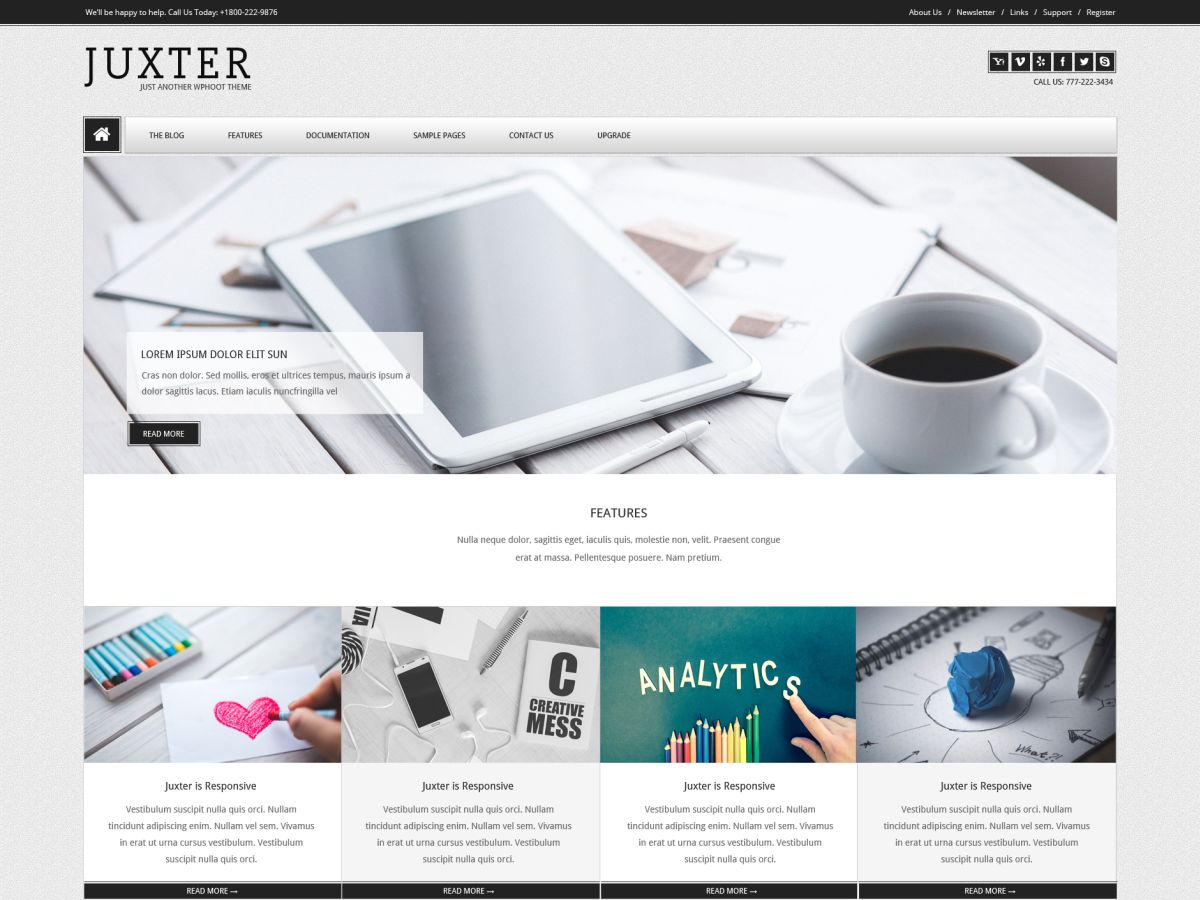 We'll be happy to help. Call Us Today: +1800-222-9876
About Us / Newsletter / Links / Support / Register
JUXTER
JUST ANOTHER WPHOOT THEME
CALL US: 777-222-3434
THE BLOG FEATURES DOCUMENTATION SAMPLE PAGES CONTACT US UPGRADE
LOREM IPSUM DOLOR ELIT SUN
Cras non dolor. Sed mollis, eros et ultrices tempus, mauris ipsum a
dolor sagittis lacus. Etiam iaculis nuncfringilla vel
READ MORE
FEATURES
Nulla neque dolor, sagittis eget, iaculis quis, molestie non, velit. Praesent congue
erat at massa. Pellentesque posuere. Nam pretium.
C
CREATIVE
MESS
ANALYTICS
What?!
Juxter is Responsive
Vestibulum suscipit nulla quis orci. Nullam
tincidunt adipiscing enim. Nullam vel sem. Vivamus
in erat ut urna cursus vestibulum. Vestibulum
suscipit nulla quis orci.
READ MORE →
Juxter is Responsive
Vestibulum suscipit nulla quis orci. Nullam
tincidunt adipiscing enim. Nullam vel sem. Vivamus
in erat ut urna cursus vestibulum. Vestibulum
suscipit nulla quis orci.
READ MORE →
Juxter is Responsive
Vestibulum suscipit nulla quis orci. Nullam
tincidunt adipiscing enim. Nullam vel sem. Vivamus
in erat ut urna cursus vestibulum. Vestibulum
suscipit nulla quis orci.
READ MORE →
Juxter is Responsive
Vestibulum suscipit nulla quis orci. Nullam
tincidunt adipiscing enim. Nullam vel sem. Vivamus
in erat ut urna cursus vestibulum. Vestibulum
suscipit nulla quis orci.
READ MORE →